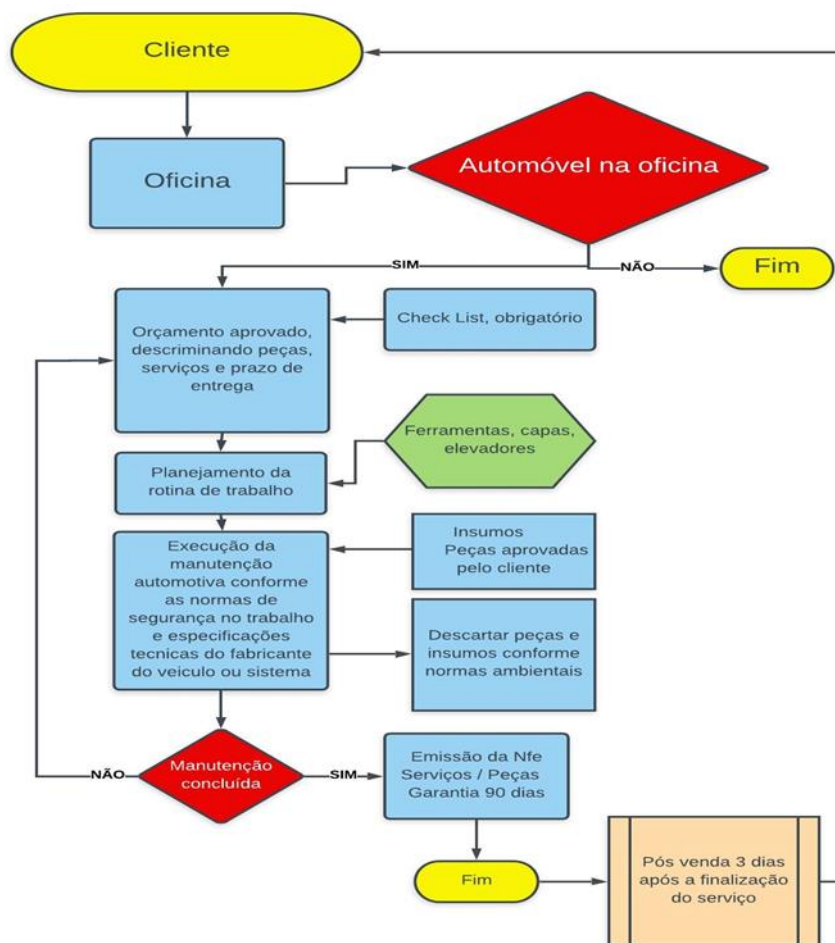 Cliente
Oficina
Automóvel na oficina
SIM
NÃO
Fim
Orçamento aprovado,
descriminando peças,
serviços e prazo de
entrega
Check List, obrigatório
Ferramentas, capas,
elevadores
Planejamento da
rotina de trabalho
Execução da
manutenção
automotiva conforme
as normas de
segurança no trabalho
e especificações
tecnicas do fabricante
do veiculo ou sistema
Insumos
Peças aprovadas
pelo cliente
Descartar peças e
insumos conforme
normas ambientais
NÃO
Manutenção
concluída
SIM
Emissão da Nfe
Serviços / Peças
Garantia 90 dias
Fim
Pós venda 3 dias
após a finalização
do serviço